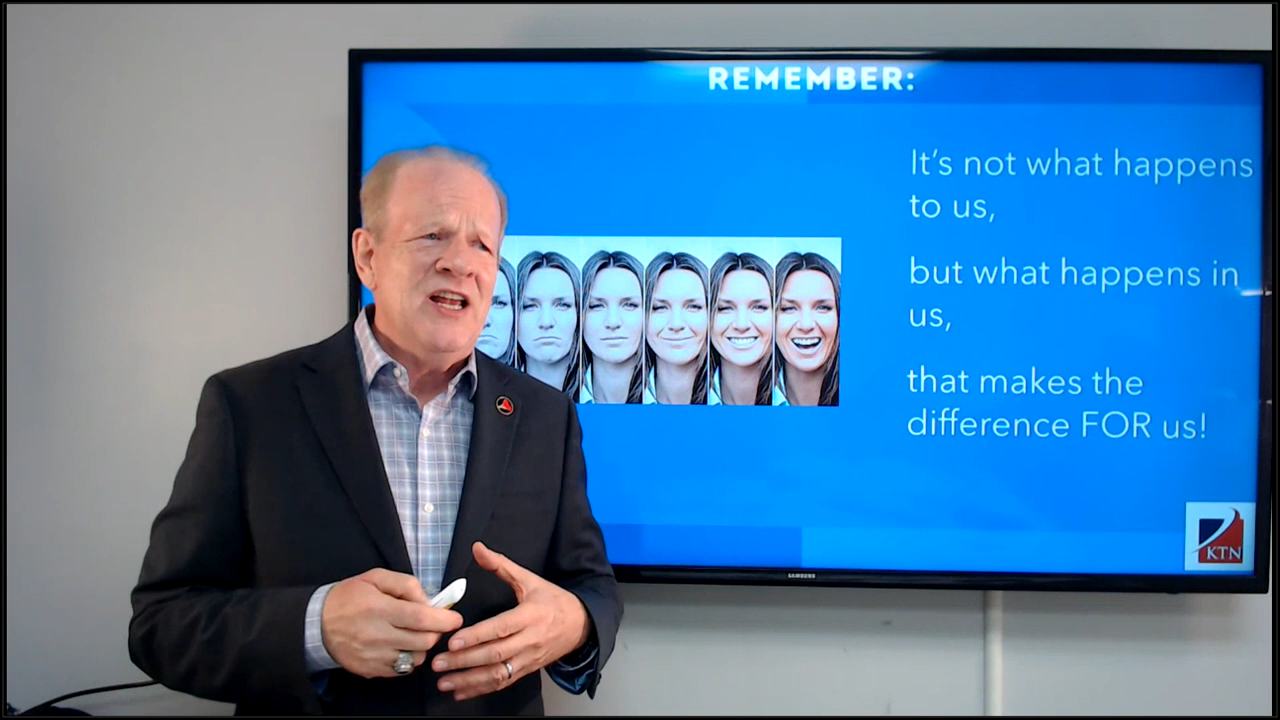 REMEMBER:
It's not what happens
to us,
but what happens in
us,
that makes the
difference FOR us!
KTN
SAMSUNG